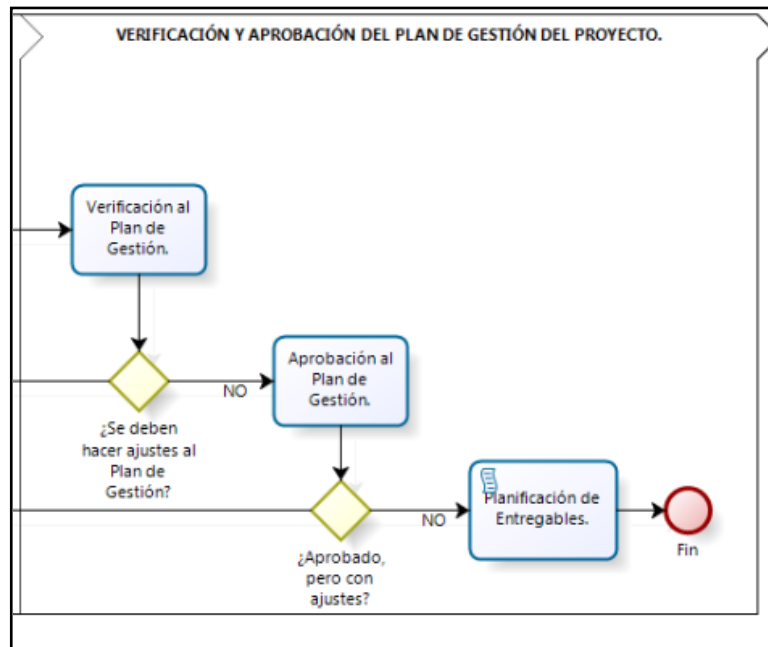 VERIFICACIÓN Y APROBACIÓN DEL PLAN DE GESTIÓN DEL PROYECTO.
Verificación al
Plan de
Gestión.
NO
¿Se deben
hacer ajustes al
Plan de
Gestión?
Aprobación al
Plan de
Gestión.
NO
¿Aprobado,
pero con
ajustes?
Planificación de
Entregables.
Fin